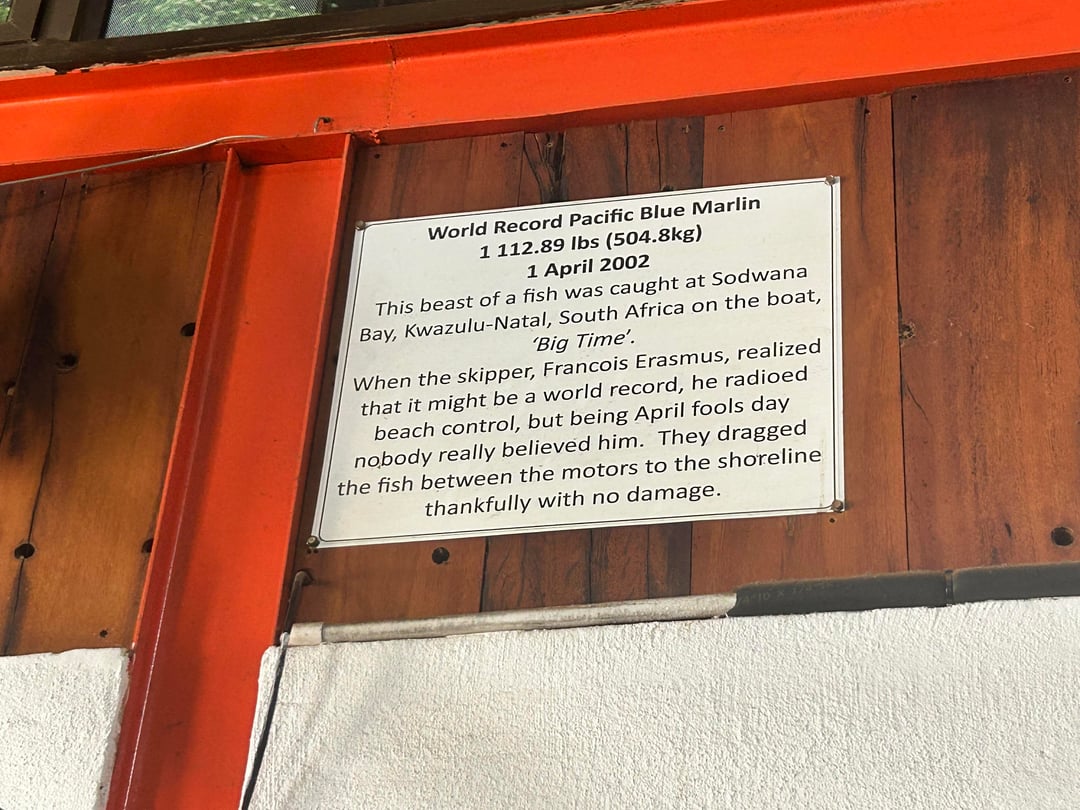 World Record Pacific Blue Marlin
1 112.89 lbs (504.8kg)
1 April 2002
This beast of a fish was caught at Sodwana
Bay, Kwazulu-Natal, South Africa on the boat,
‘Big Time’.
When the skipper, Francois Erasmus, realized
that it might be a world record, he radioed
beach control, but being April fools day
nobody really believed him. They dragged
the fish between the motors to the shoreline
thankfully with no damage.